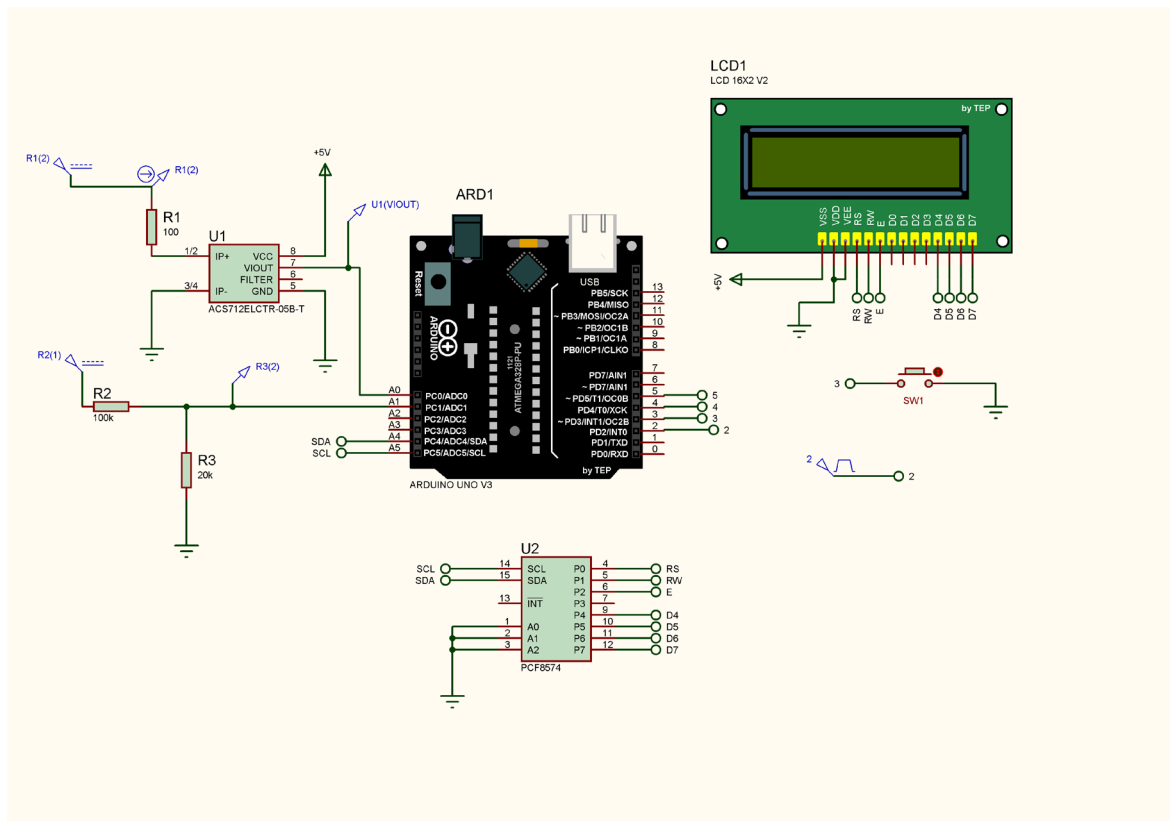 LCD1
LCD 16X2 V2
by TEP
VSS
VDD
VEE
RS
RW
E
D0
D1
D2
D3
D4
D5
D6
D7
+5V
RS
RW
E
D4
D5
D6
D7
R1(2)
R1(2)
R1
100
+5V
U1(VIOUT)
U1
1/2
IP+
3/4
IP-
VCC
8
VIOUT
7
FILTER
6
GND
5
ACS712ELCTR-05B-T
R2(1)
R2
100k
R3(2)
R3
20k
ARD1
Reset
ARDUINO
1121
ATMEGA328P-PU
USB
PB5/SCK 13
PB4/MISO 12
~ PB3/MOSI/OC2A 11
~ PB2/OC1B 10
~ PB1/OC1A 9
PB0/ICP1/CLKO 8
PD7/AIN1 7
~ PD7/AIN1 6
~ PD5/T1/OC0B 5
PD4/T0/XCK 4
~ PD3/INT1/OC2B 3
PD2/INT0 2
PD1/TXD 1
PD0/RXD 0
5
4
3
2
A0 PC0/ADC0
A1 PC1/ADC1
A2 PC2/ADC2
A3 PC3/ADC3
SDA A4 PC4/ADC4/SDA
SCL A5 PC5/ADC5/SCL
by TEP
ARDUINO UNO V3
3
SW1
2
2
U2
SCL 14 SCL P0 4 RS
SDA 15 SDA P1 5 RW
P2 6 E
13 INT P3 7
P4 9 D4
1 A0 P5 10 D5
2 A1 P6 11 D6
3 A2 P7 12 D7
PCF8574